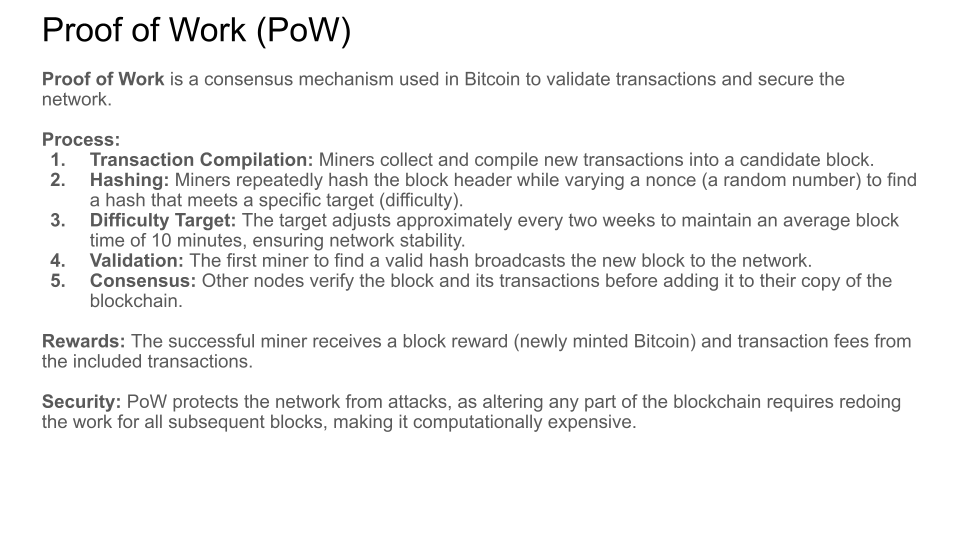 Proof of Work (PoW)
Proof of Work is a consensus mechanism used in Bitcoin to validate transactions and secure the
network.
Process:
1. Transaction Compilation: Miners collect and compile new transactions into a candidate block.
2. Hashing: Miners repeatedly hash the block header while varying a nonce (a random number) to find
a hash that meets a specific target (difficulty).
3. Difficulty Target: The target adjusts approximately every two weeks to maintain an average block
time of 10 minutes, ensuring network stability.
4. Validation: The first miner to find a valid hash broadcasts the new block to the network.
5. Consensus: Other nodes verify the block and its transactions before adding it to their copy of the
blockchain.
Rewards: The successful miner receives a block reward (newly minted Bitcoin) and transaction fees from
the included transactions.
Security: PoW protects the network from attacks, as altering any part of the blockchain requires redoing
the work for all subsequent blocks, making it computationally expensive.